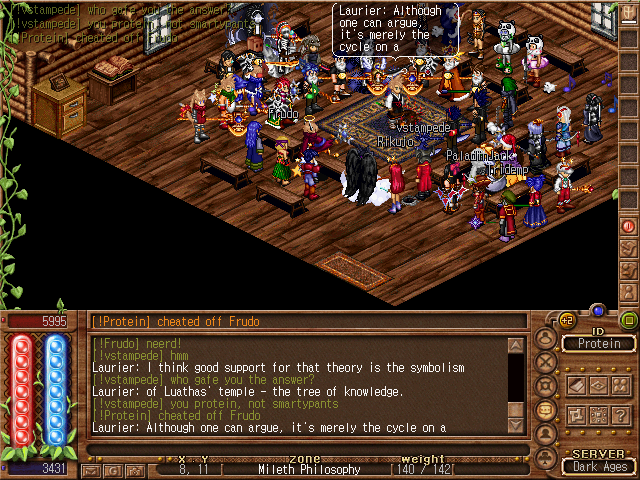 [!vstampede] who gafe you the answer?
[!vstampede] you protein, not smartypants
[!Protein] cheated off Frudo
Laurier: Although
one can argue,
it's merely the
cycle on a
Frudo
vstampede
Rikujo
PaladinJack
5995
[!Protein] cheated off Frudo
+2
ID
Protein
[!Frudo] neerd!
[!vstampede] hmm
Laurier: I think good support for that theory is the symbolism
[!vstampede] who gafe you the answer?
Laurier: of Luathas' temple - the tree of knowledge.
[!vstampede] you protein, not smartypants
[!Protein] cheated off Frudo
Laurier: Although one can argue, it's merely the cycle on a
3431
x y zone weight
8, 11 [ Mileth Philosophy [140 / 142[
SERVER
Dark Ages